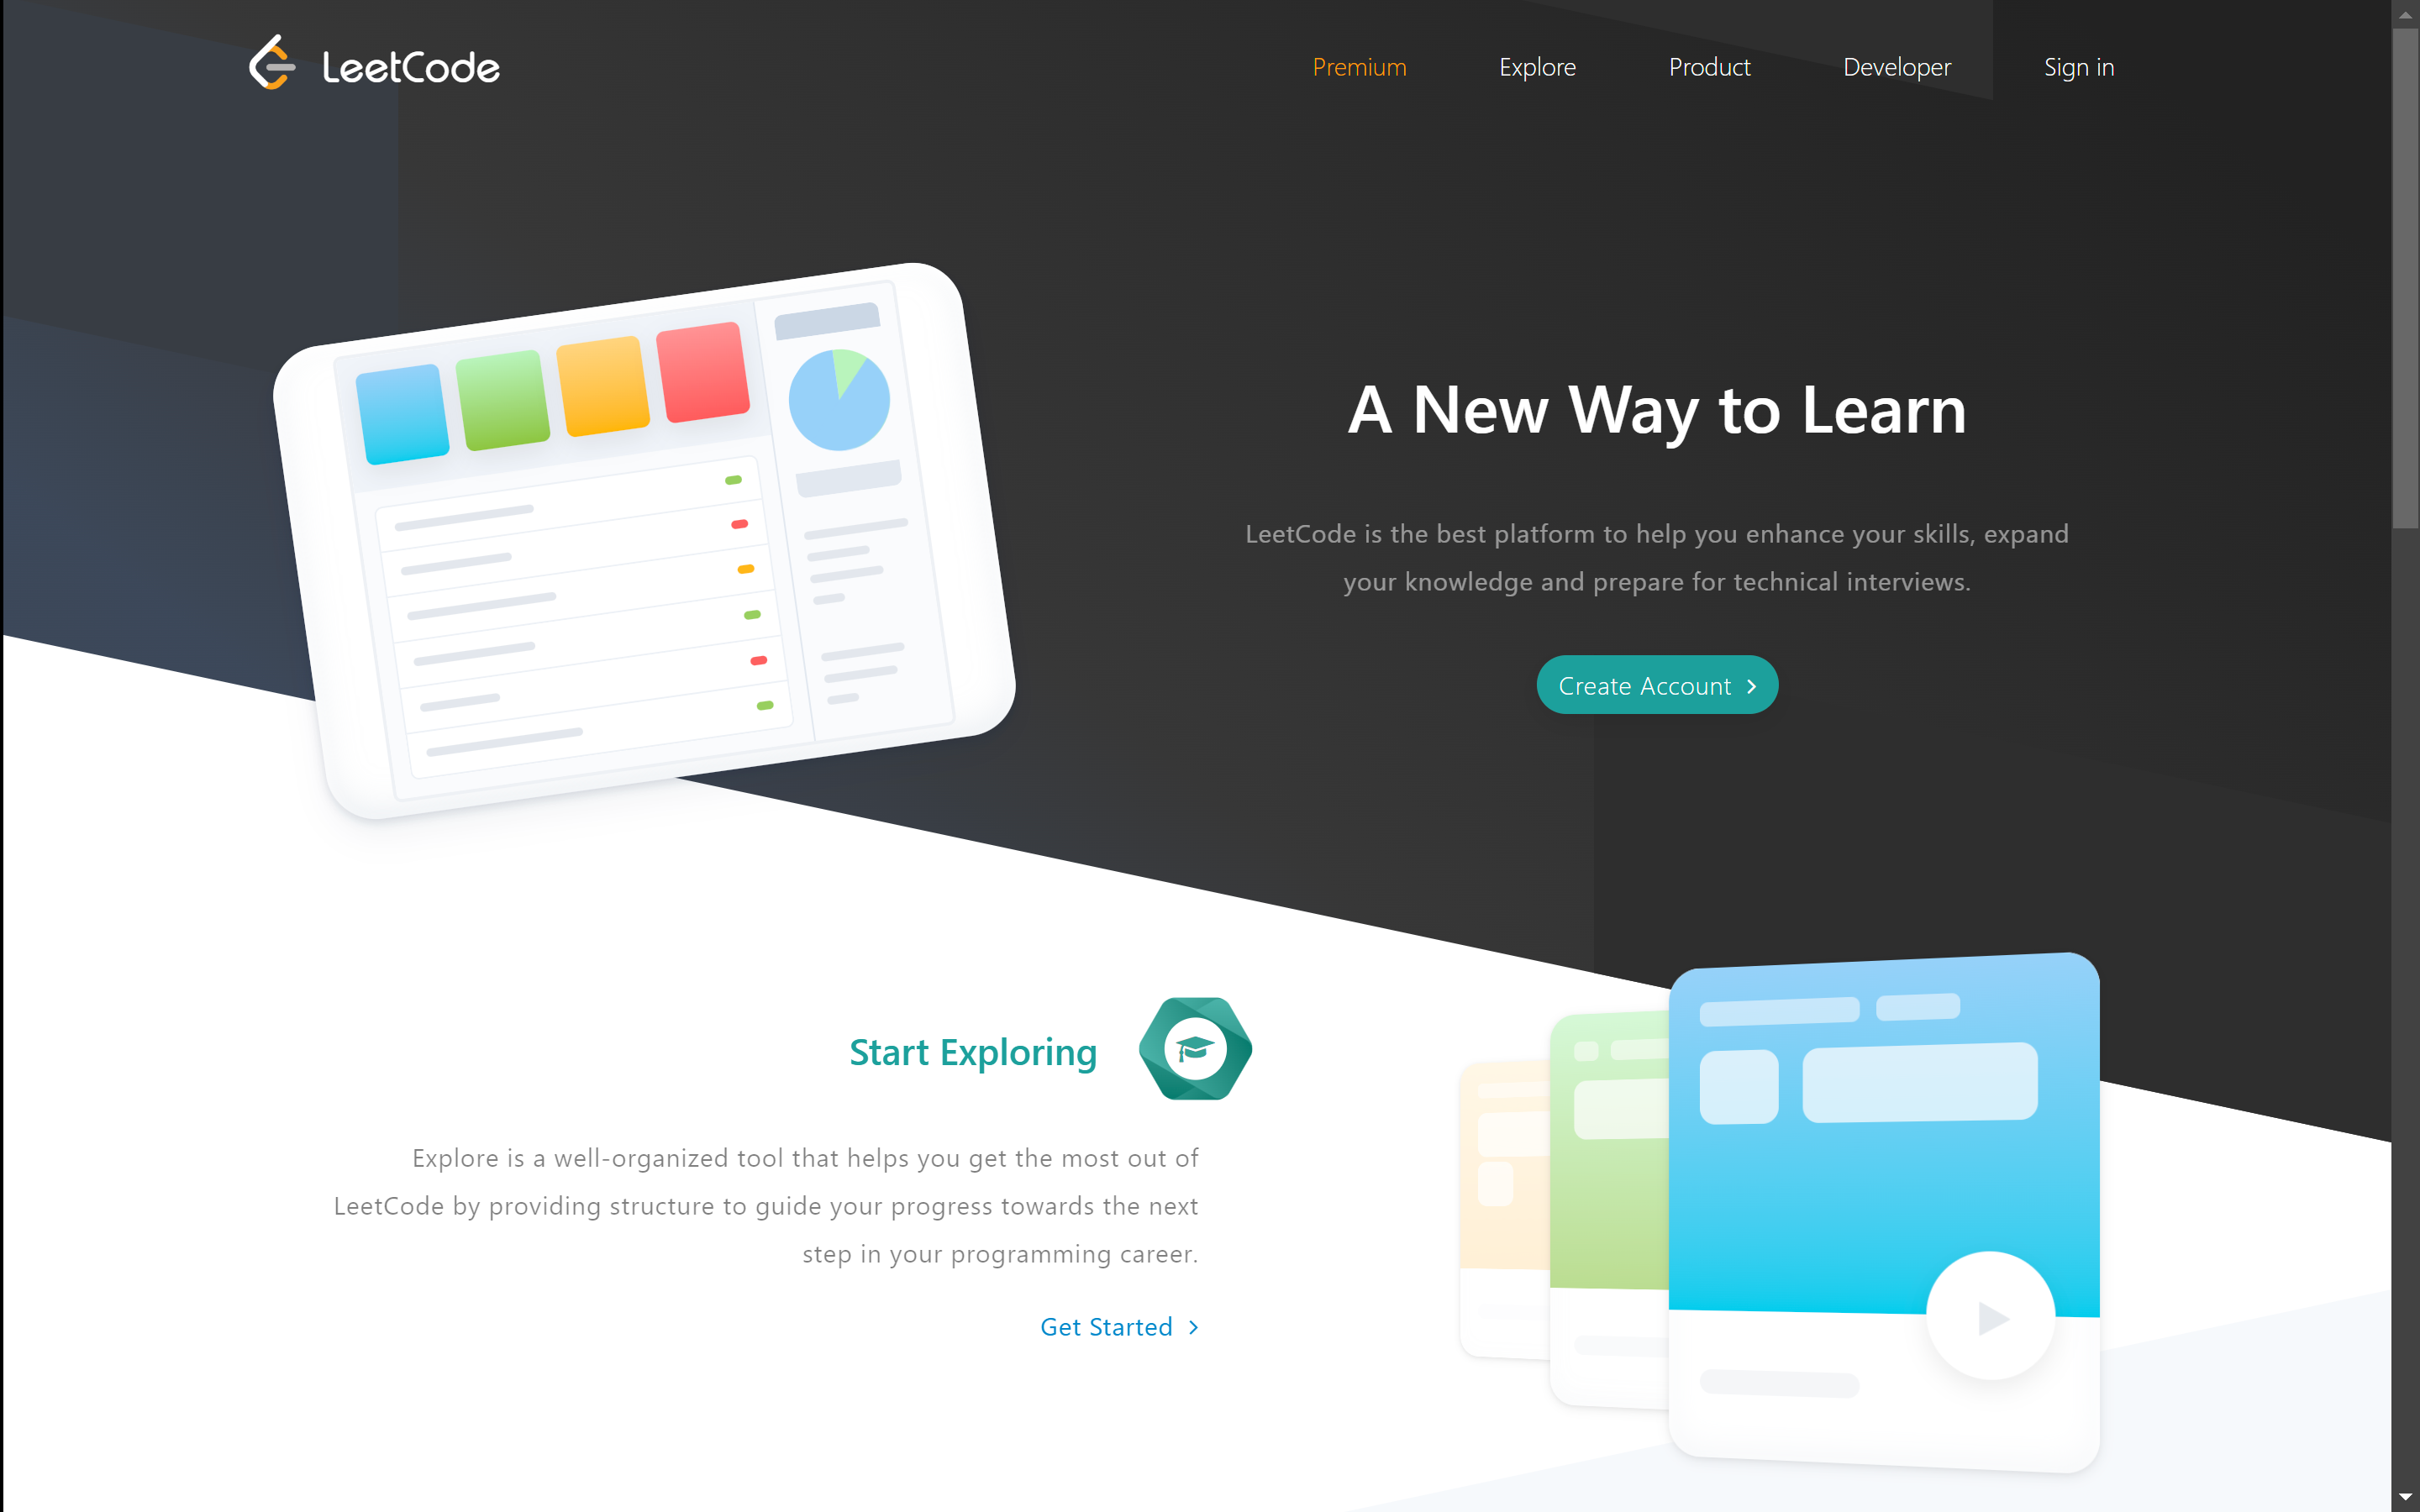 LeetCode
Premium
Explore
Product
Developer
Sign in
A New Way to Learn
LeetCode is the best platform to help you enhance your skills, expand
your knowledge and prepare for technical interviews.
Create Account
Start Exploring
Explore is a well-organized tool that helps you get the most out of
LeetCode by providing structure to guide your progress towards the next
step in your programming career.
Get Started